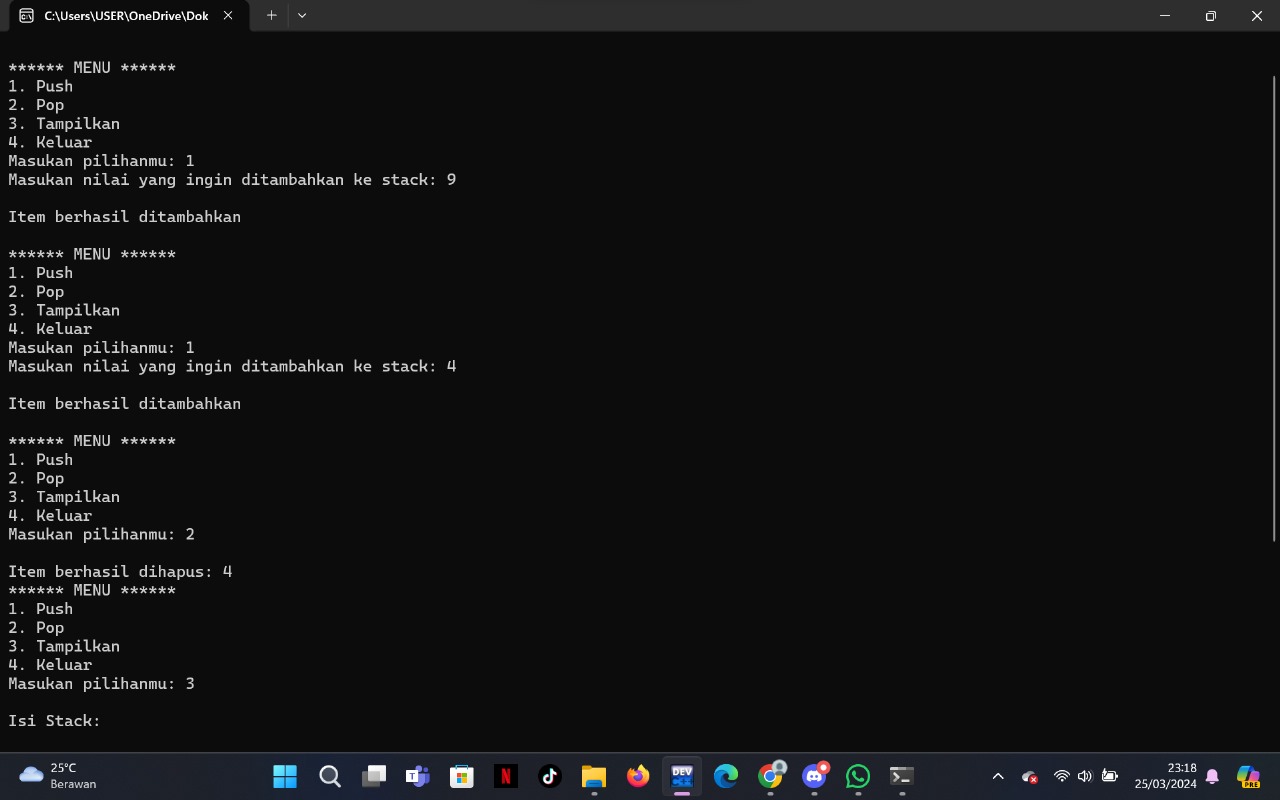 C:\Users\USER\OneDrive\Dok
****** MENU ******
1. Push
2. Pop
3. Tampilkan
4. Keluar
Masukan pilihanmu: 1
Masukan nilai yang ingin ditambahkan ke stack: 9
Item berhasil ditambahkan
****** MENU ******
1. Push
2. Pop
3. Tampilkan
4. Keluar
Masukan pilihanmu: 1
Masukan nilai yang ingin ditambahkan ke stack: 4
Item berhasil ditambahkan
****** MENU ******
1. Push
2. Pop
3. Tampilkan
4. Keluar
Masukan pilihanmu: 2
Item berhasil dihapus: 4
****** MENU ******
1. Push
2. Pop
3. Tampilkan
4. Keluar
Masukan pilihanmu: 3
Isi Stack:
25°C
Berawan
DEV
23:18
25/03/2024
PRE